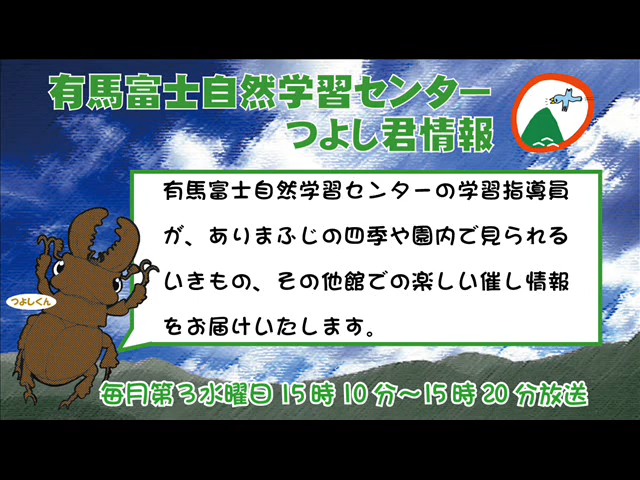 有馬富士自然学習センター
つよし君情報
有馬富士自然学習センターの学習指導員
が、ありまふじの四季や園内で見られる
いきもの、その他館での楽しい催し情報
をお届けいたします。
つよしくん
毎月第3水曜日15時10分～15時20分放送